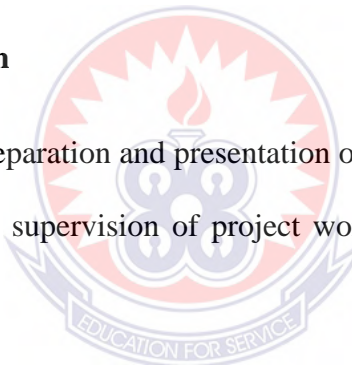 n
eparation and presentation o
supervision of project wo
EDUCATION FOR SERVICE